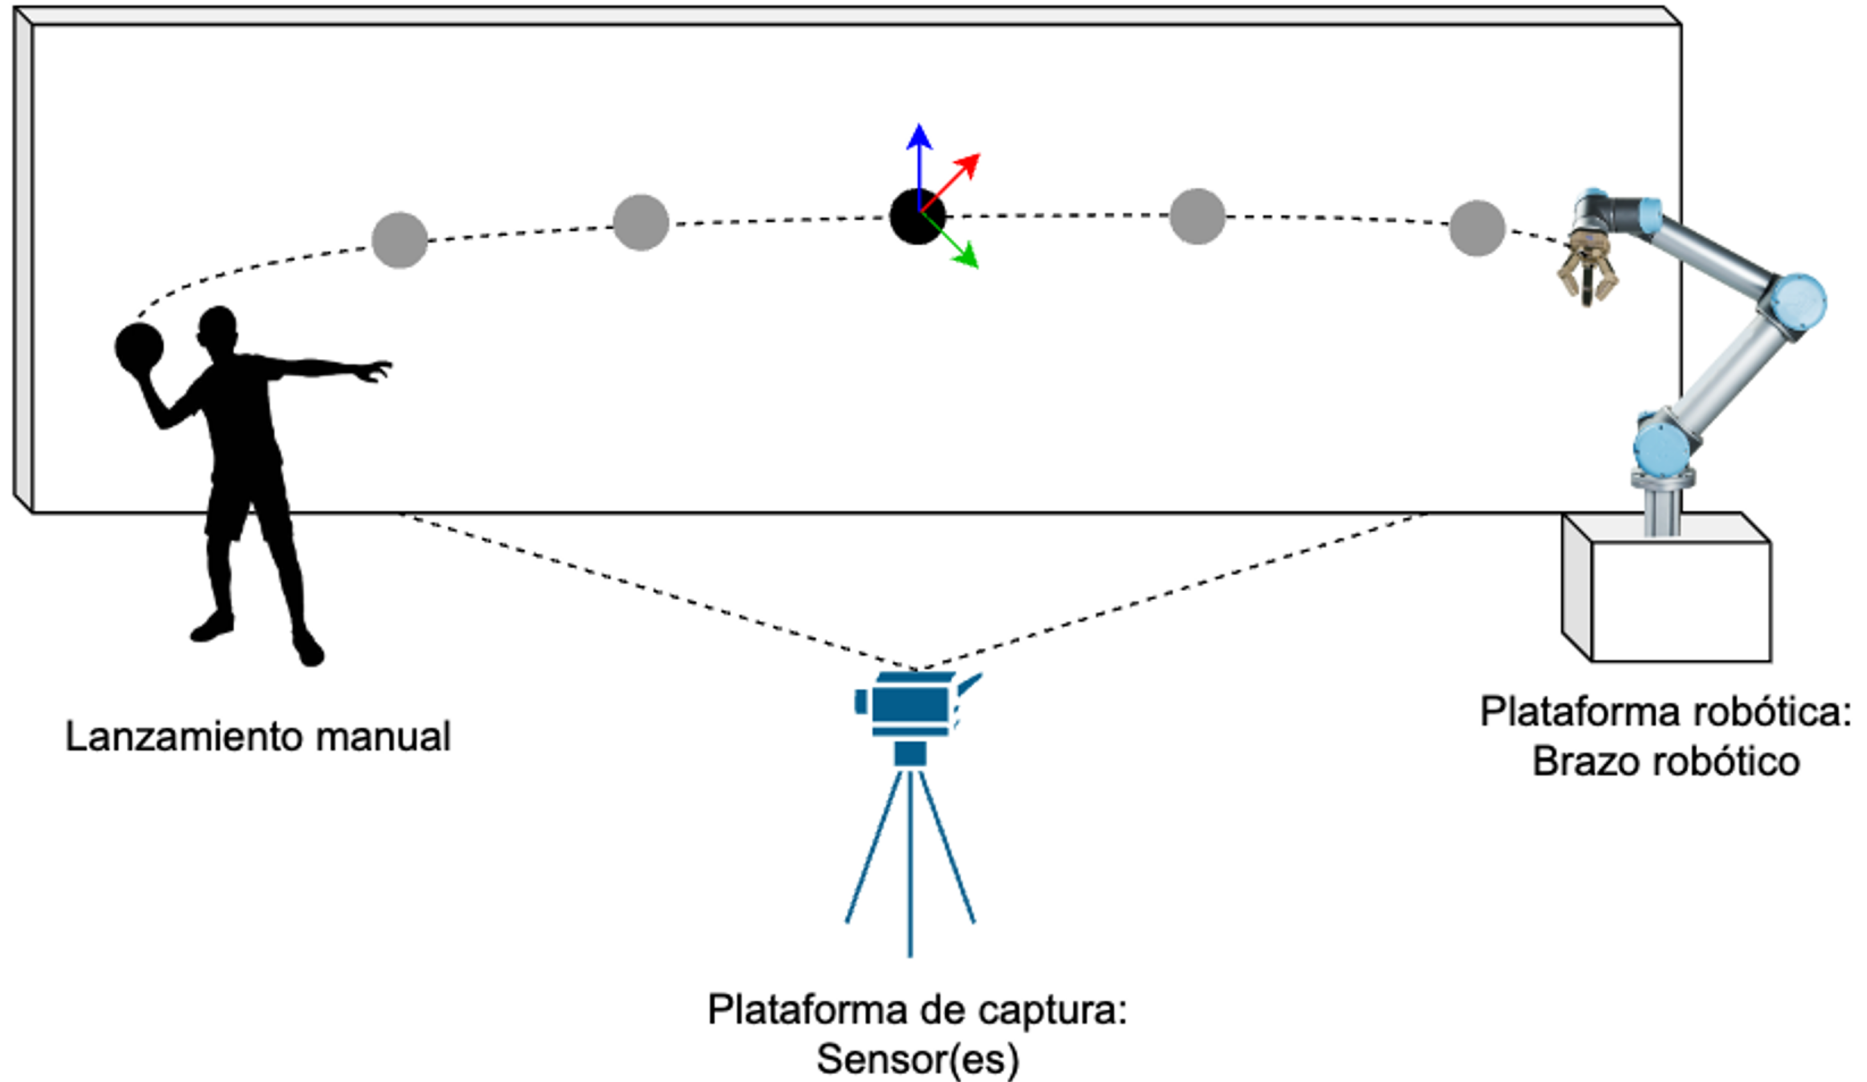 Lanzamiento manual
Plataforma robótica:
Brazo robótico
Plataforma de captura:
Sensor(es)